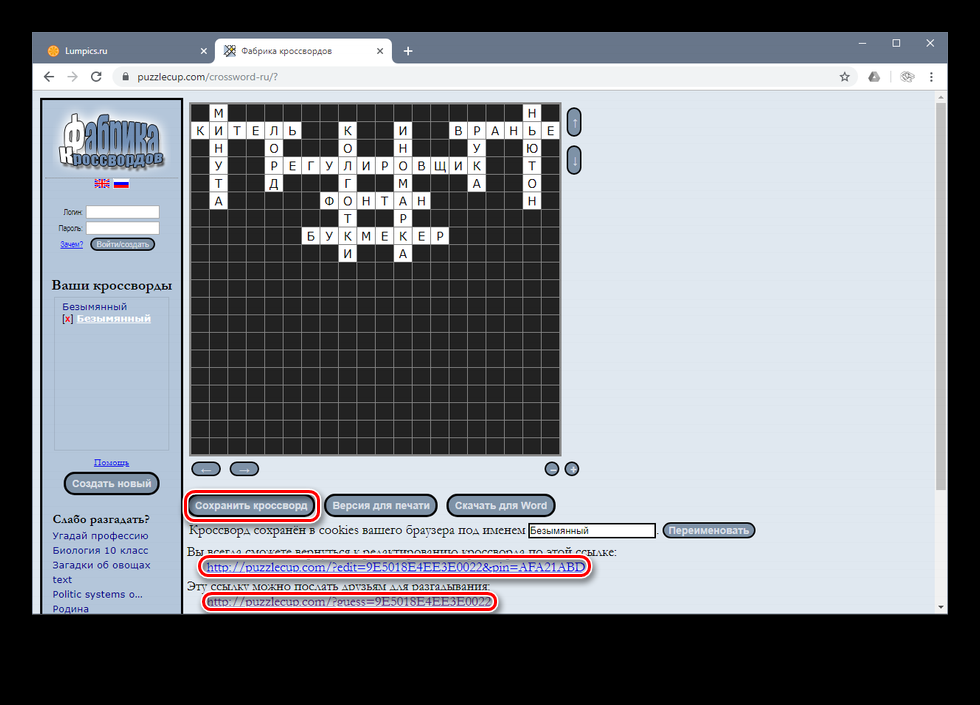 Lumpics.ru
Фабрика кроссвордов
puzzlecup.com/crossword-ru/?
Фабрика
Кроссвордов
Логин:
Пароль:
Зачем?
Войти/создать
Ваши кроссворды
Безымянный
[x] Безымянный
Помощь
Создать новый
Слабо разгадать?
Угадай профессию
Биология 10 класс
Загадки об овощах
text
Politic systems o...
Родина
М Н
К И Т Е Л Ь К И В Р А Н Ь Е
Н О О Н У Ю
У Р Е Г У Л И Р О В Щ И К Т
Т Д Г М А О
А Ф О Н Т А Н Н
Т Р
Б У К М Е К Е Р
И А
Сохранить кроссворд
Версия для печати
Скачать для Word
Кроссворд сохранен в cookies вашего браузера под именем Безымянный. Переименовать
Вы всегда сможете вернуться к редактированию кроссворда по этой ссылке:
http://puzzlecup.com/?edit=9E5018E4EE3E0022&pin=AFA21ABD
Эту ссылку можно послать друзьям для разгадывания:
http://puzzlecup.com/?guess=9E5018E4EE3E0022